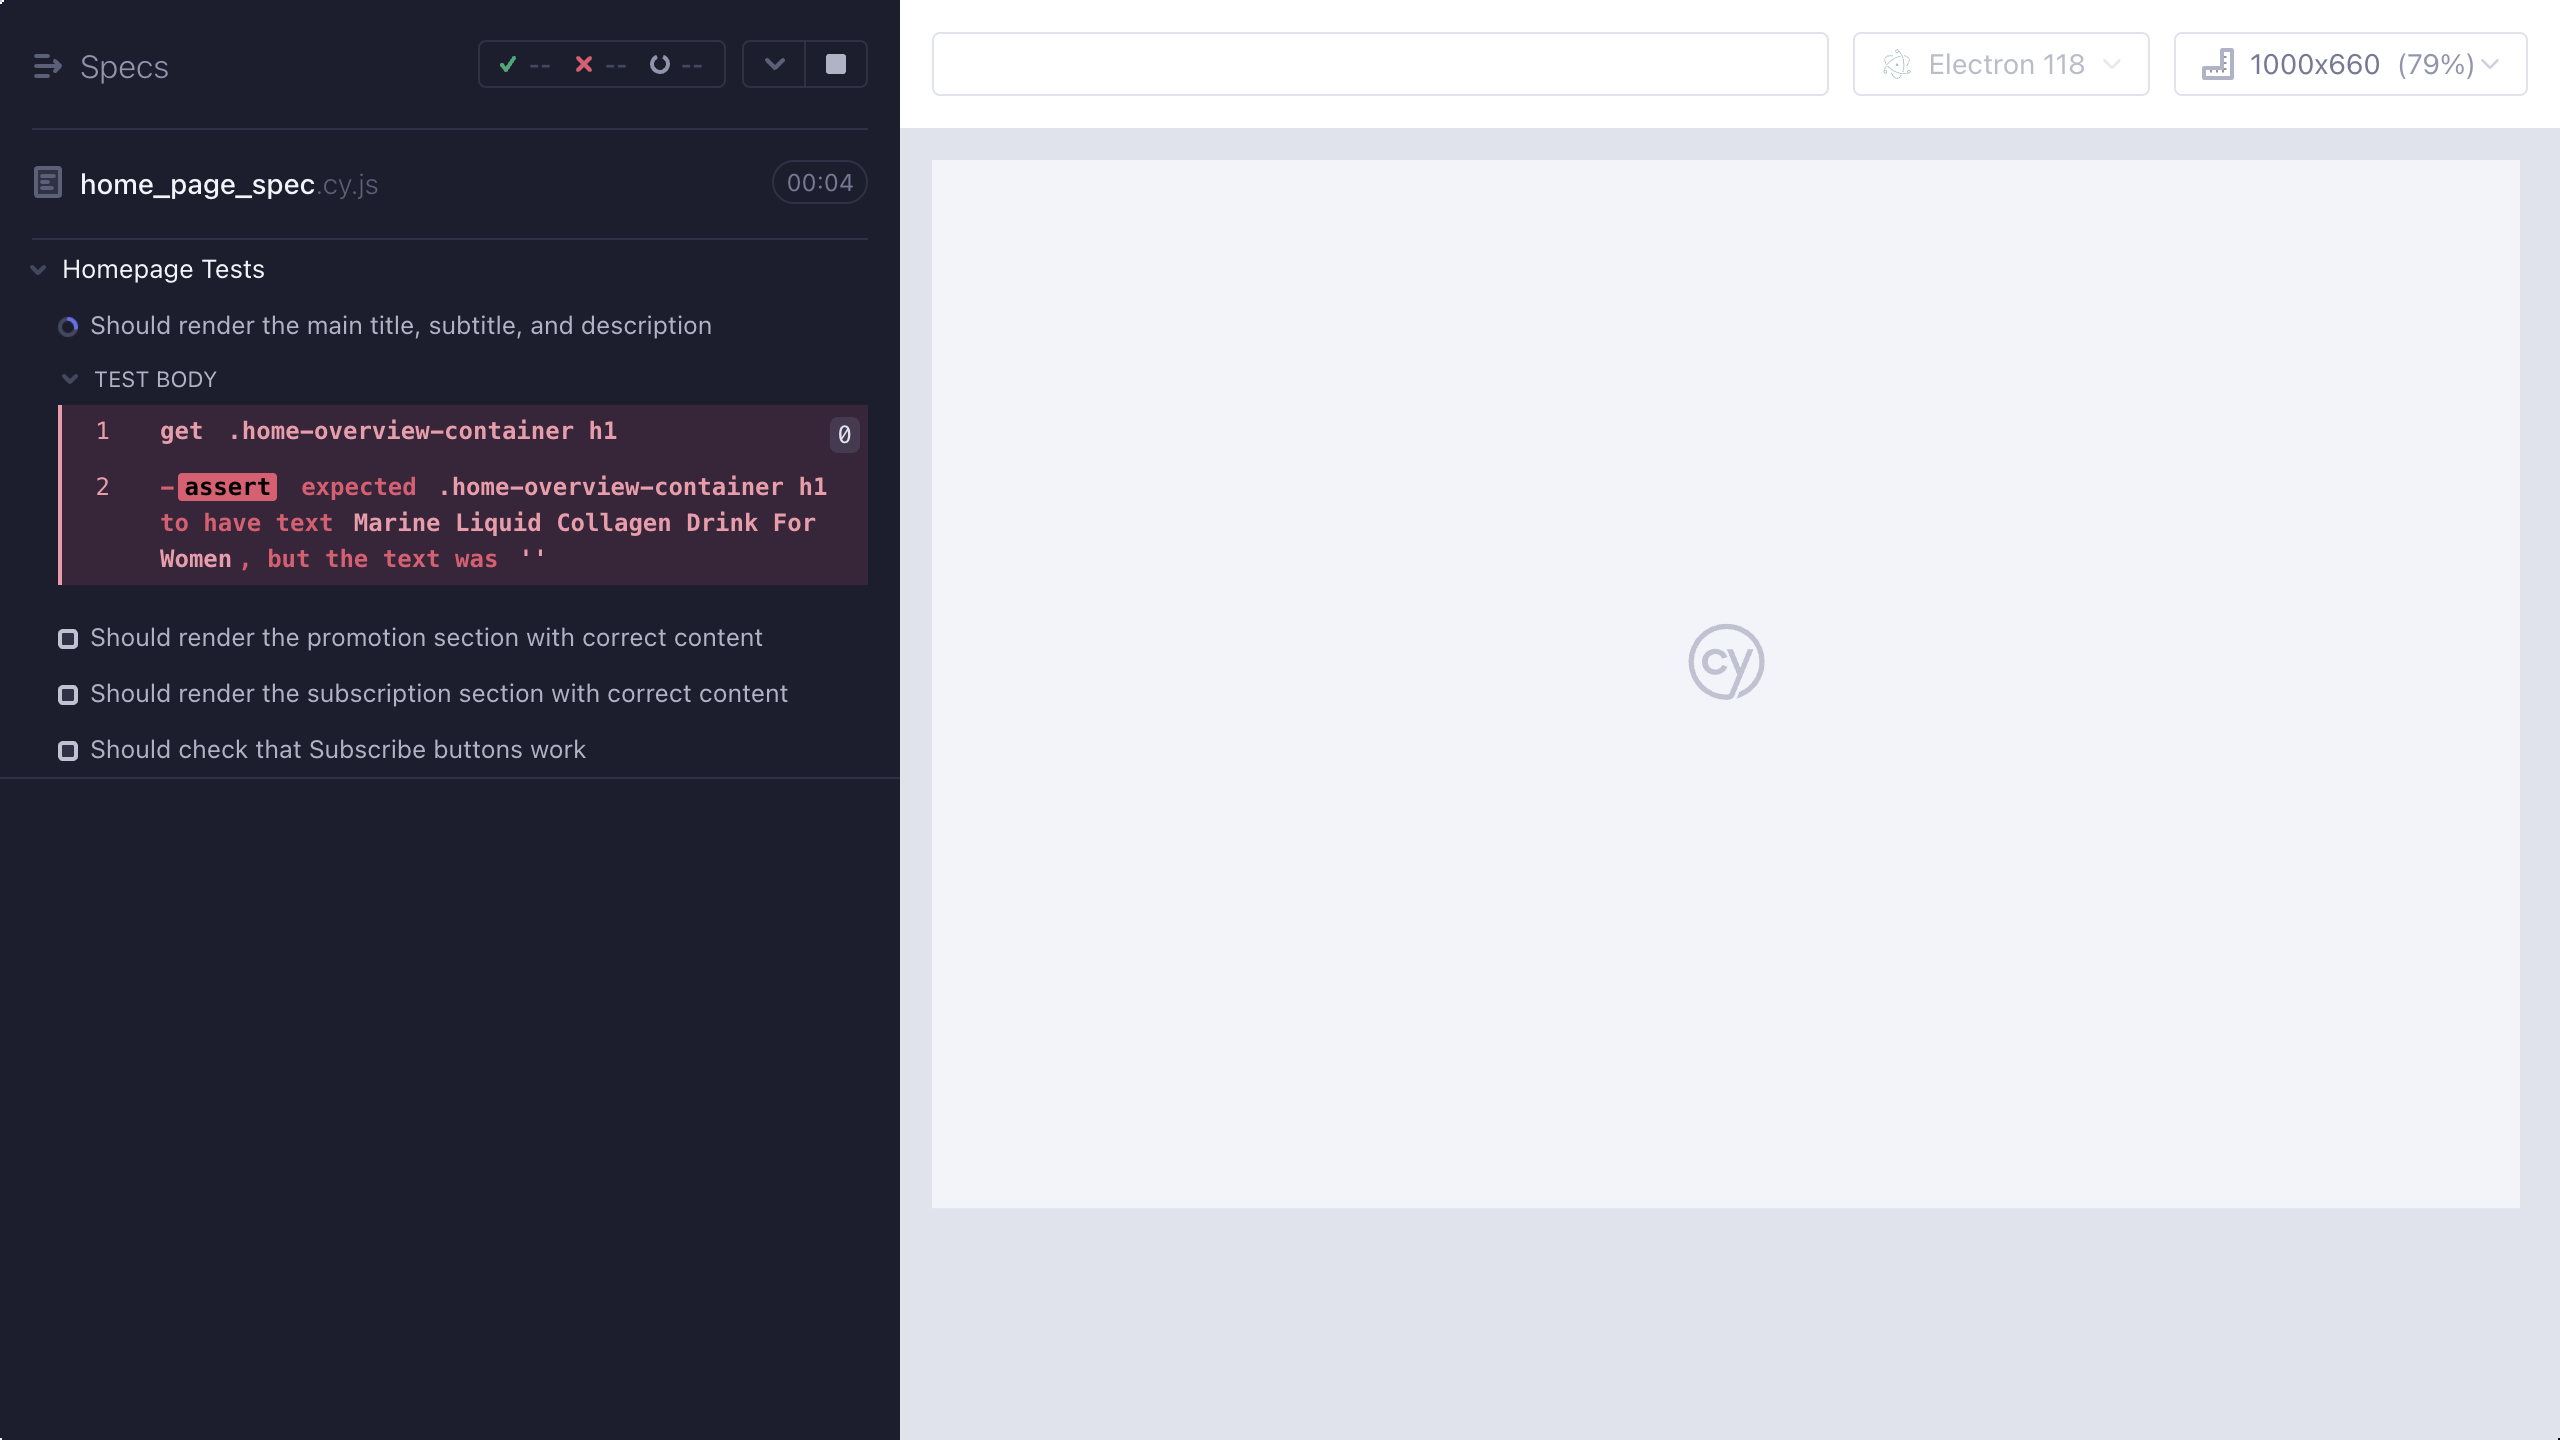 Specs
-- -- --
home_page_spec.cy.js 00:04
Homepage Tests
Should render the main title, subtitle, and description
TEST BODY
1 get .home-overview-container h1 0
2 -assert expected .home-overview-container h1
to have text Marine Liquid Collagen Drink For
Women, but the text was ''
Should render the promotion section with correct content
Should render the subscription section with correct content
Should check that Subscribe buttons work
Electron 118
1000x660 (79%)
cy